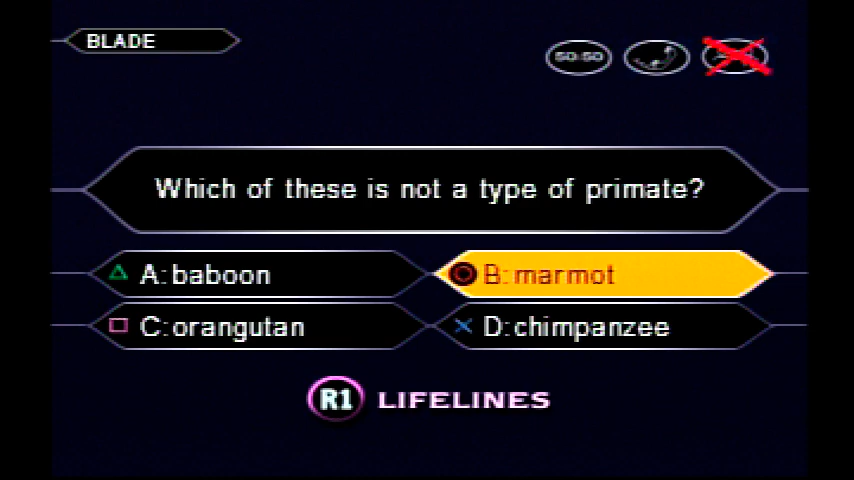 BLADE
50:50
Which of these is not a type of primate?
A: baboon
B: marmot
C: orangutan
D: chimpanzee
R1 LIFELINES